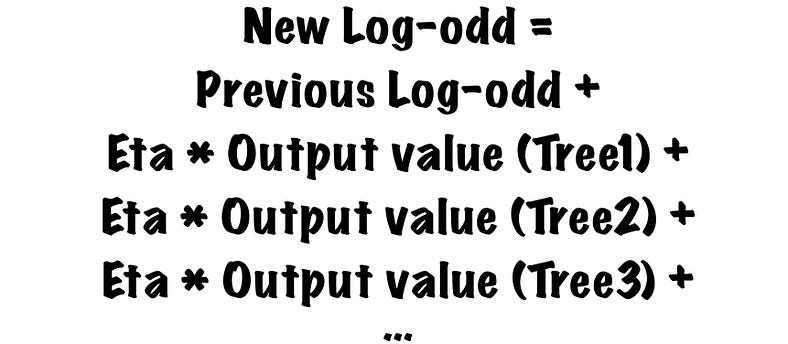 New Log-odd =
Previous Log-odd +
Eta * Output value (Tree1) +
Eta * Output value (Tree2) +
Eta * Output value (Tree3) +
...